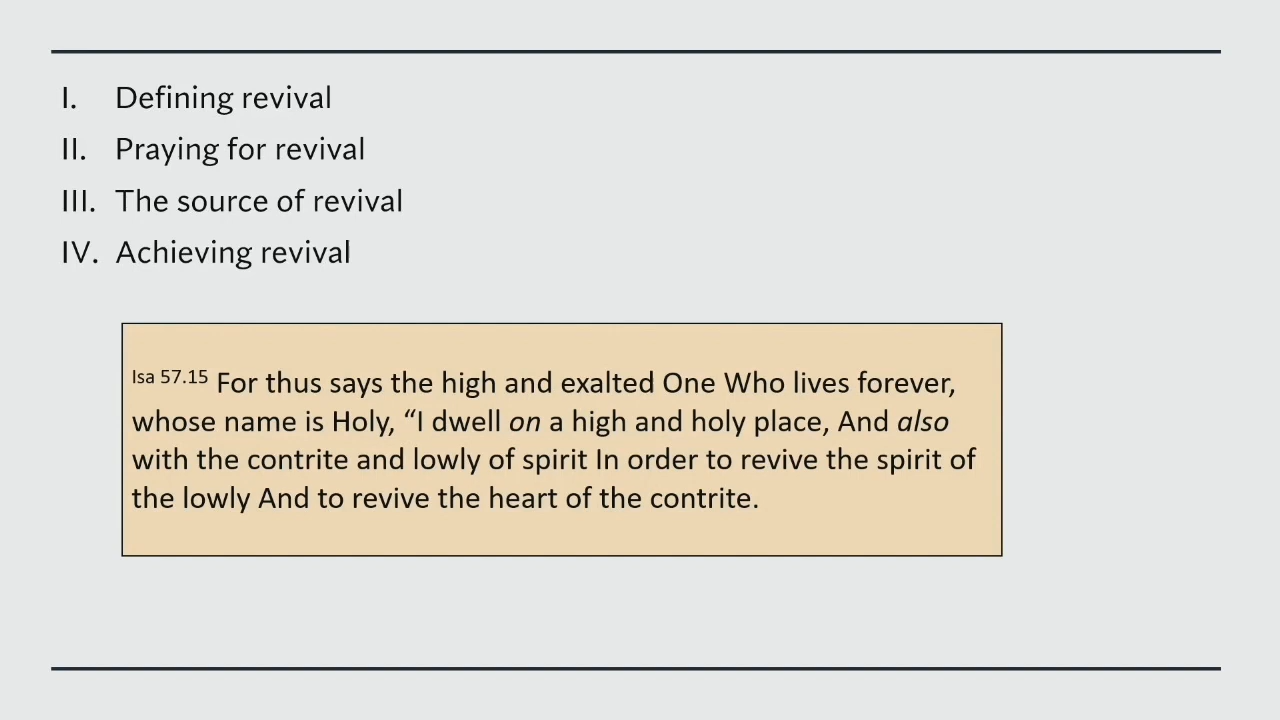 I. Defining revival
II. Praying for revival
III. The source of revival
IV. Achieving revival
Isa 57.15 For thus says the high and exalted One Who lives forever,
whose name is Holy, “I dwell on a high and holy place, And also
with the contrite and lowly of spirit In order to revive the spirit of
the lowly And to revive the heart of the contrite.